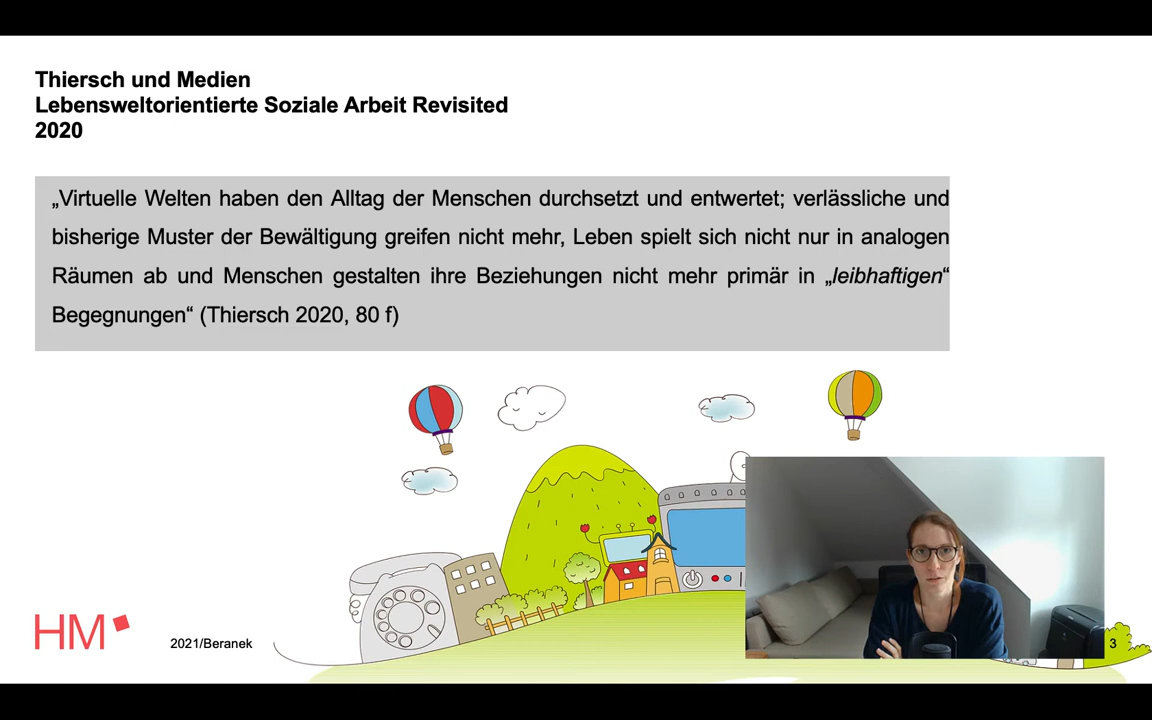 Thiersch und Medien
Lebensweltorientierte Soziale Arbeit Revisited
2020
„Virtuelle Welten haben den Alltag der Menschen durchsetzt und entwertet; verlässliche und
bisherige Muster der Bewältigung greifen nicht mehr, Leben spielt sich nicht nur in analogen
Räumen ab und Menschen gestalten ihre Beziehungen nicht mehr primär in „leibhaftigen“
Begegnungen“ (Thiersch 2020, 80 f)
HM
2021/Beranek
3